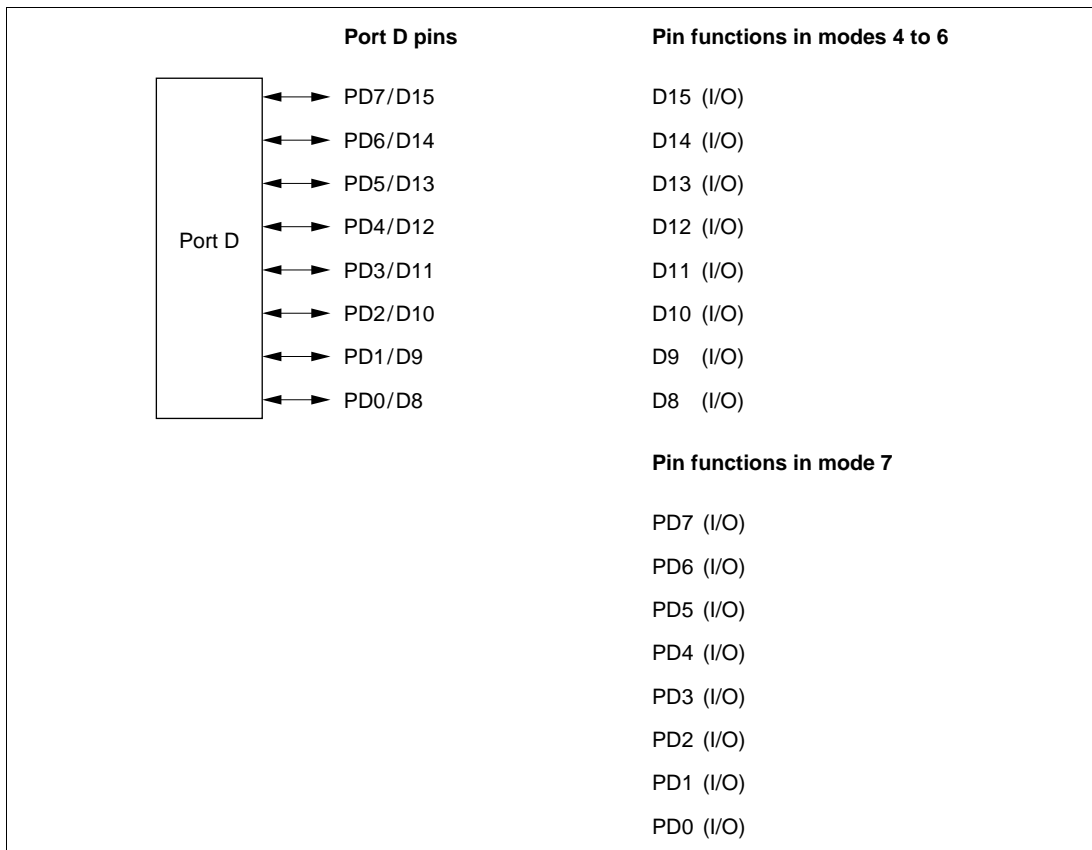 Port D pins Pin functions in modes 4 to 6
PD7/D15 D15 (I/O)
PD6/D14 D14 (I/O)
PD5/D13 D13 (I/O)
PD4/D12 D12 (I/O)
Port D
PD3/D11 D11 (I/O)
PD2/D10 D10 (I/O)
PD1/D9 D9 (I/O)
PD0/D8 D8 (I/O)
Pin functions in mode 7
PD7 (I/O)
PD6 (I/O)
PD5 (I/O)
PD4 (I/O)
PD3 (I/O)
PD2 (I/O)
PD1 (I/O)
PD0 (I/O)